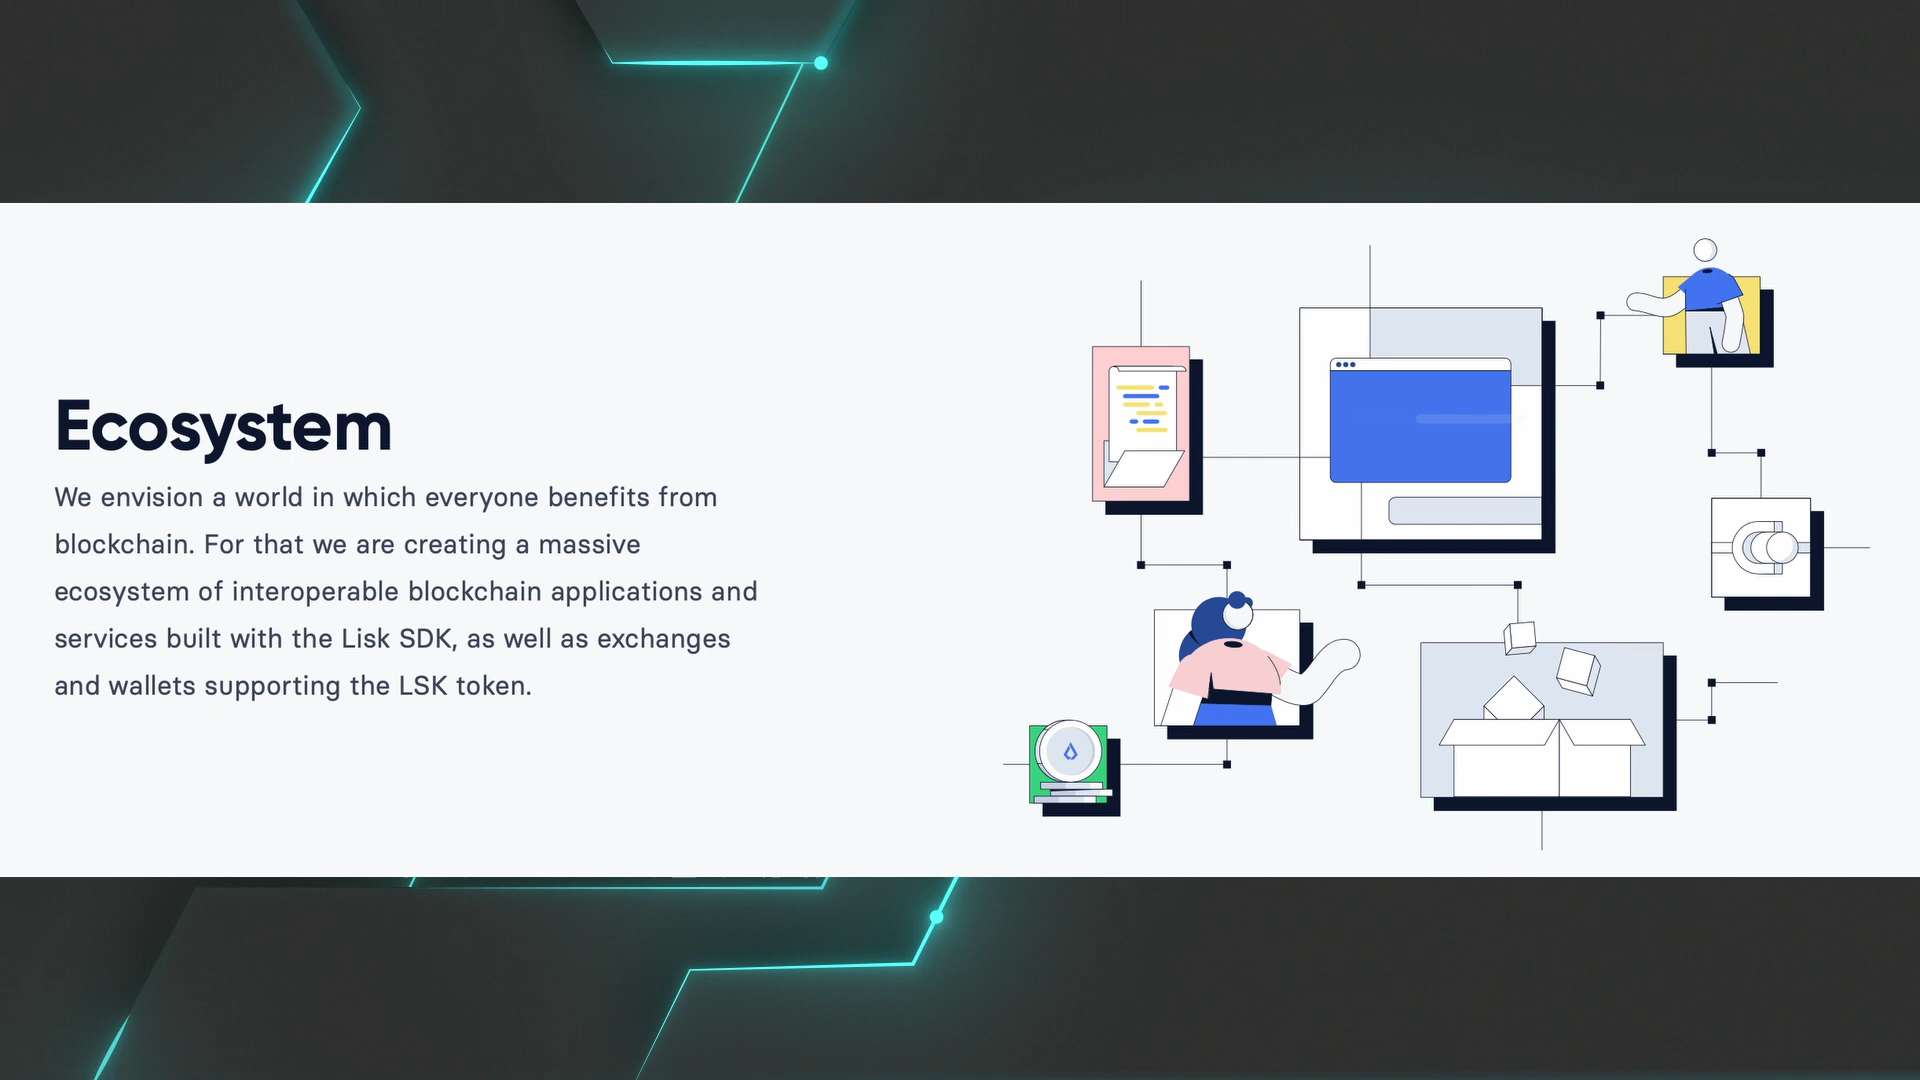 Ecosystem
We envision a world in which everyone benefits from
blockchain. For that we are creating a massive
ecosystem of interoperable blockchain applications and
services built with the Lisk SDK, as well as exchanges
and wallets supporting the LSK token.